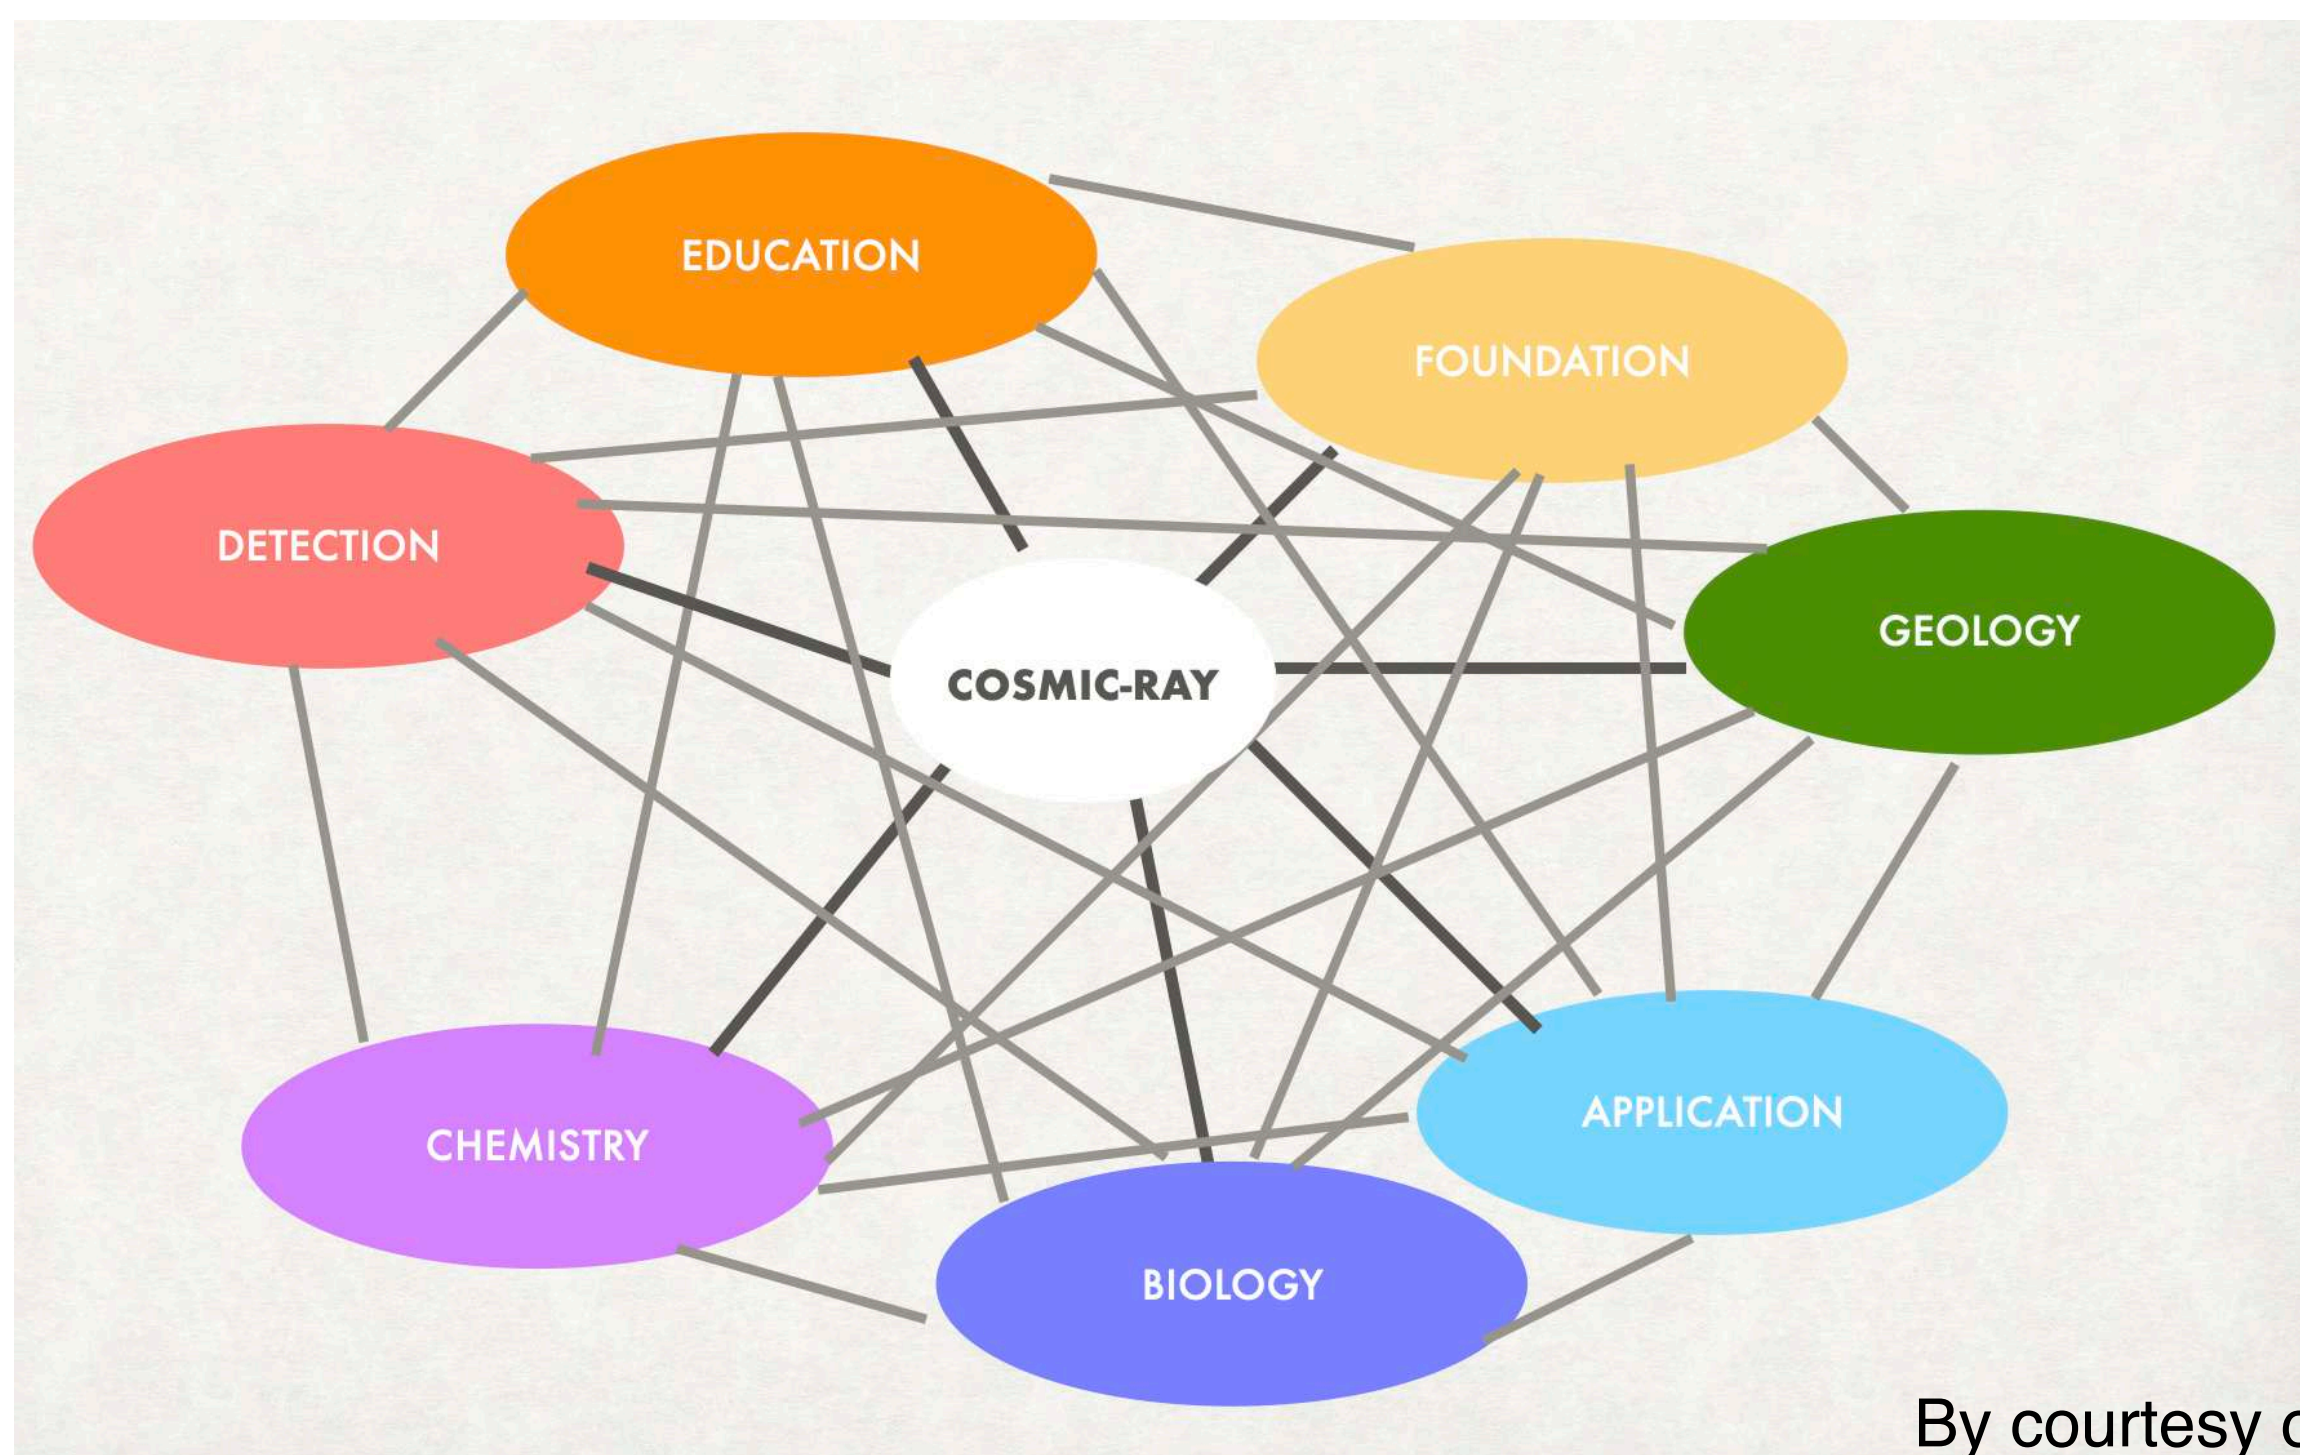 EDUCATION
FOUNDATION
DETECTION
GEOLOGY
COSMIC-RAY
APPLICATION
CHEMISTRY
BIOLOGY
By courtesy